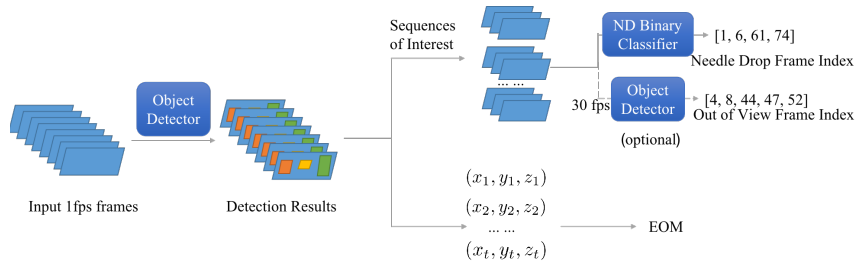 Sequences
of Interest
ND Binary
Classifier
[1, 6, 61, 74]
Needle Drop Frame Index
Object
Detector
30 fps
Object
Detector
[4, 8, 44, 47, 52]
Out of View Frame Index
(optional)
... ...
Input 1fps frames
Detection Results
(x₁, y₁, z₁)
(x₂, y₂, z₂)
... ...
(xₜ, yₜ, zₜ)
EOM